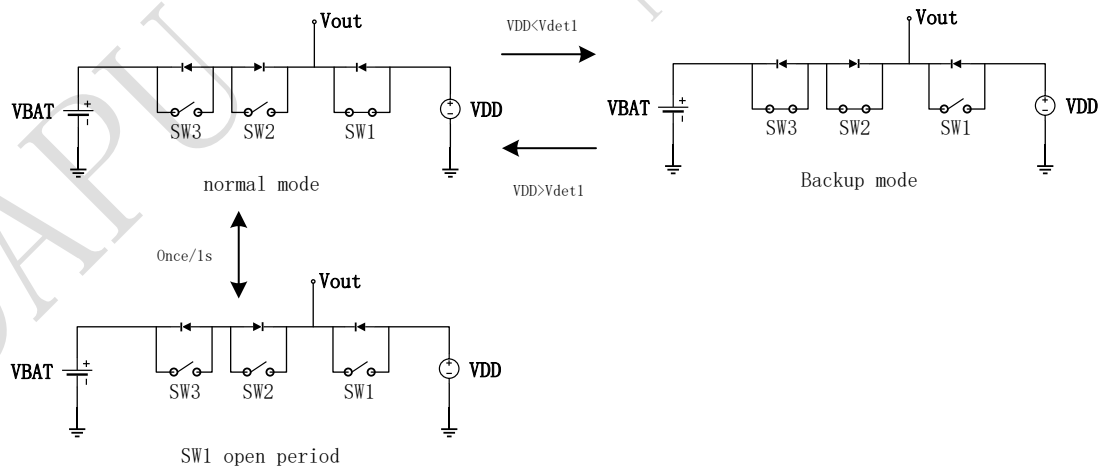 Vout
VBAT
+
-
SW3
SW2
SW1
+
-
VDD
normal mode
VDD<Vdet1
VDD>Vdet1
Vout
VBAT
+
-
SW3
SW2
SW1
+
-
VDD
Backup mode
Once/1s
Vout
VBAT
+
-
SW3
SW2
SW1
+
-
VDD
SW1 open period
DAPU